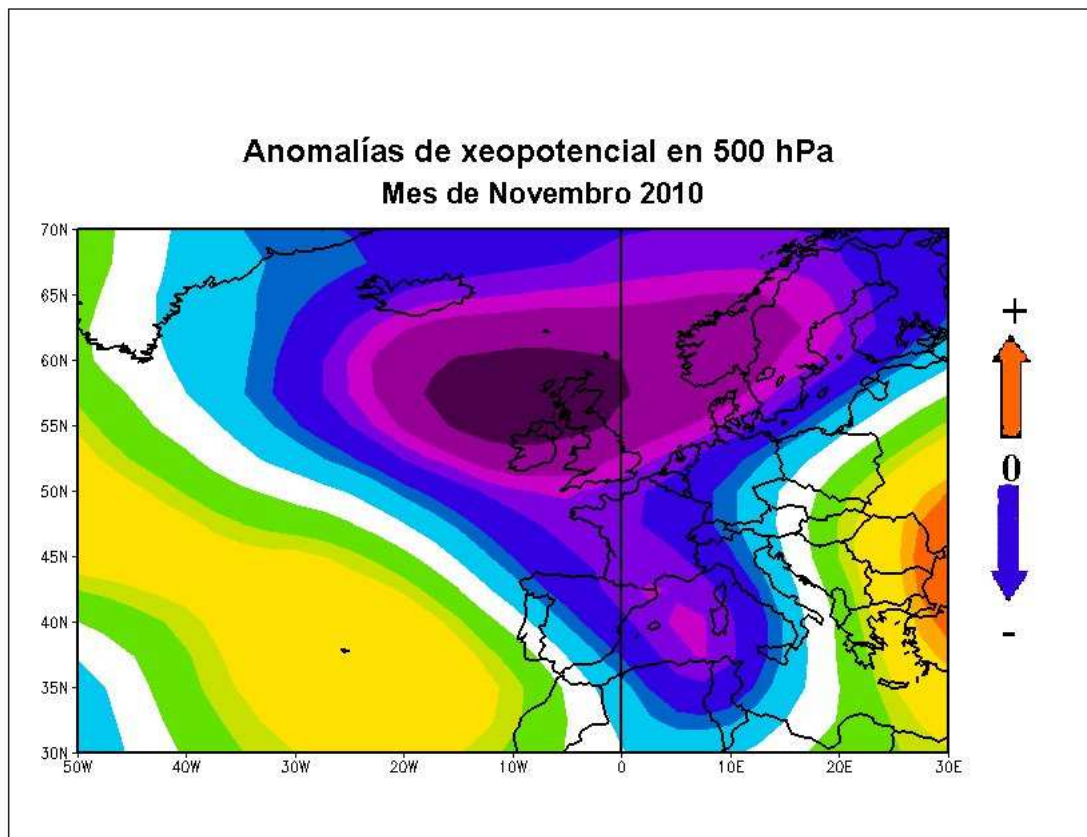 Anomalías de xeopotencial en 500 hPa
Mes de Novembro 2010
70N
65N
60N
55N
50N
45N
40N
35N
30N
50W 40W 30W 20W 10W 0 10E 20E 30E
+
0
-